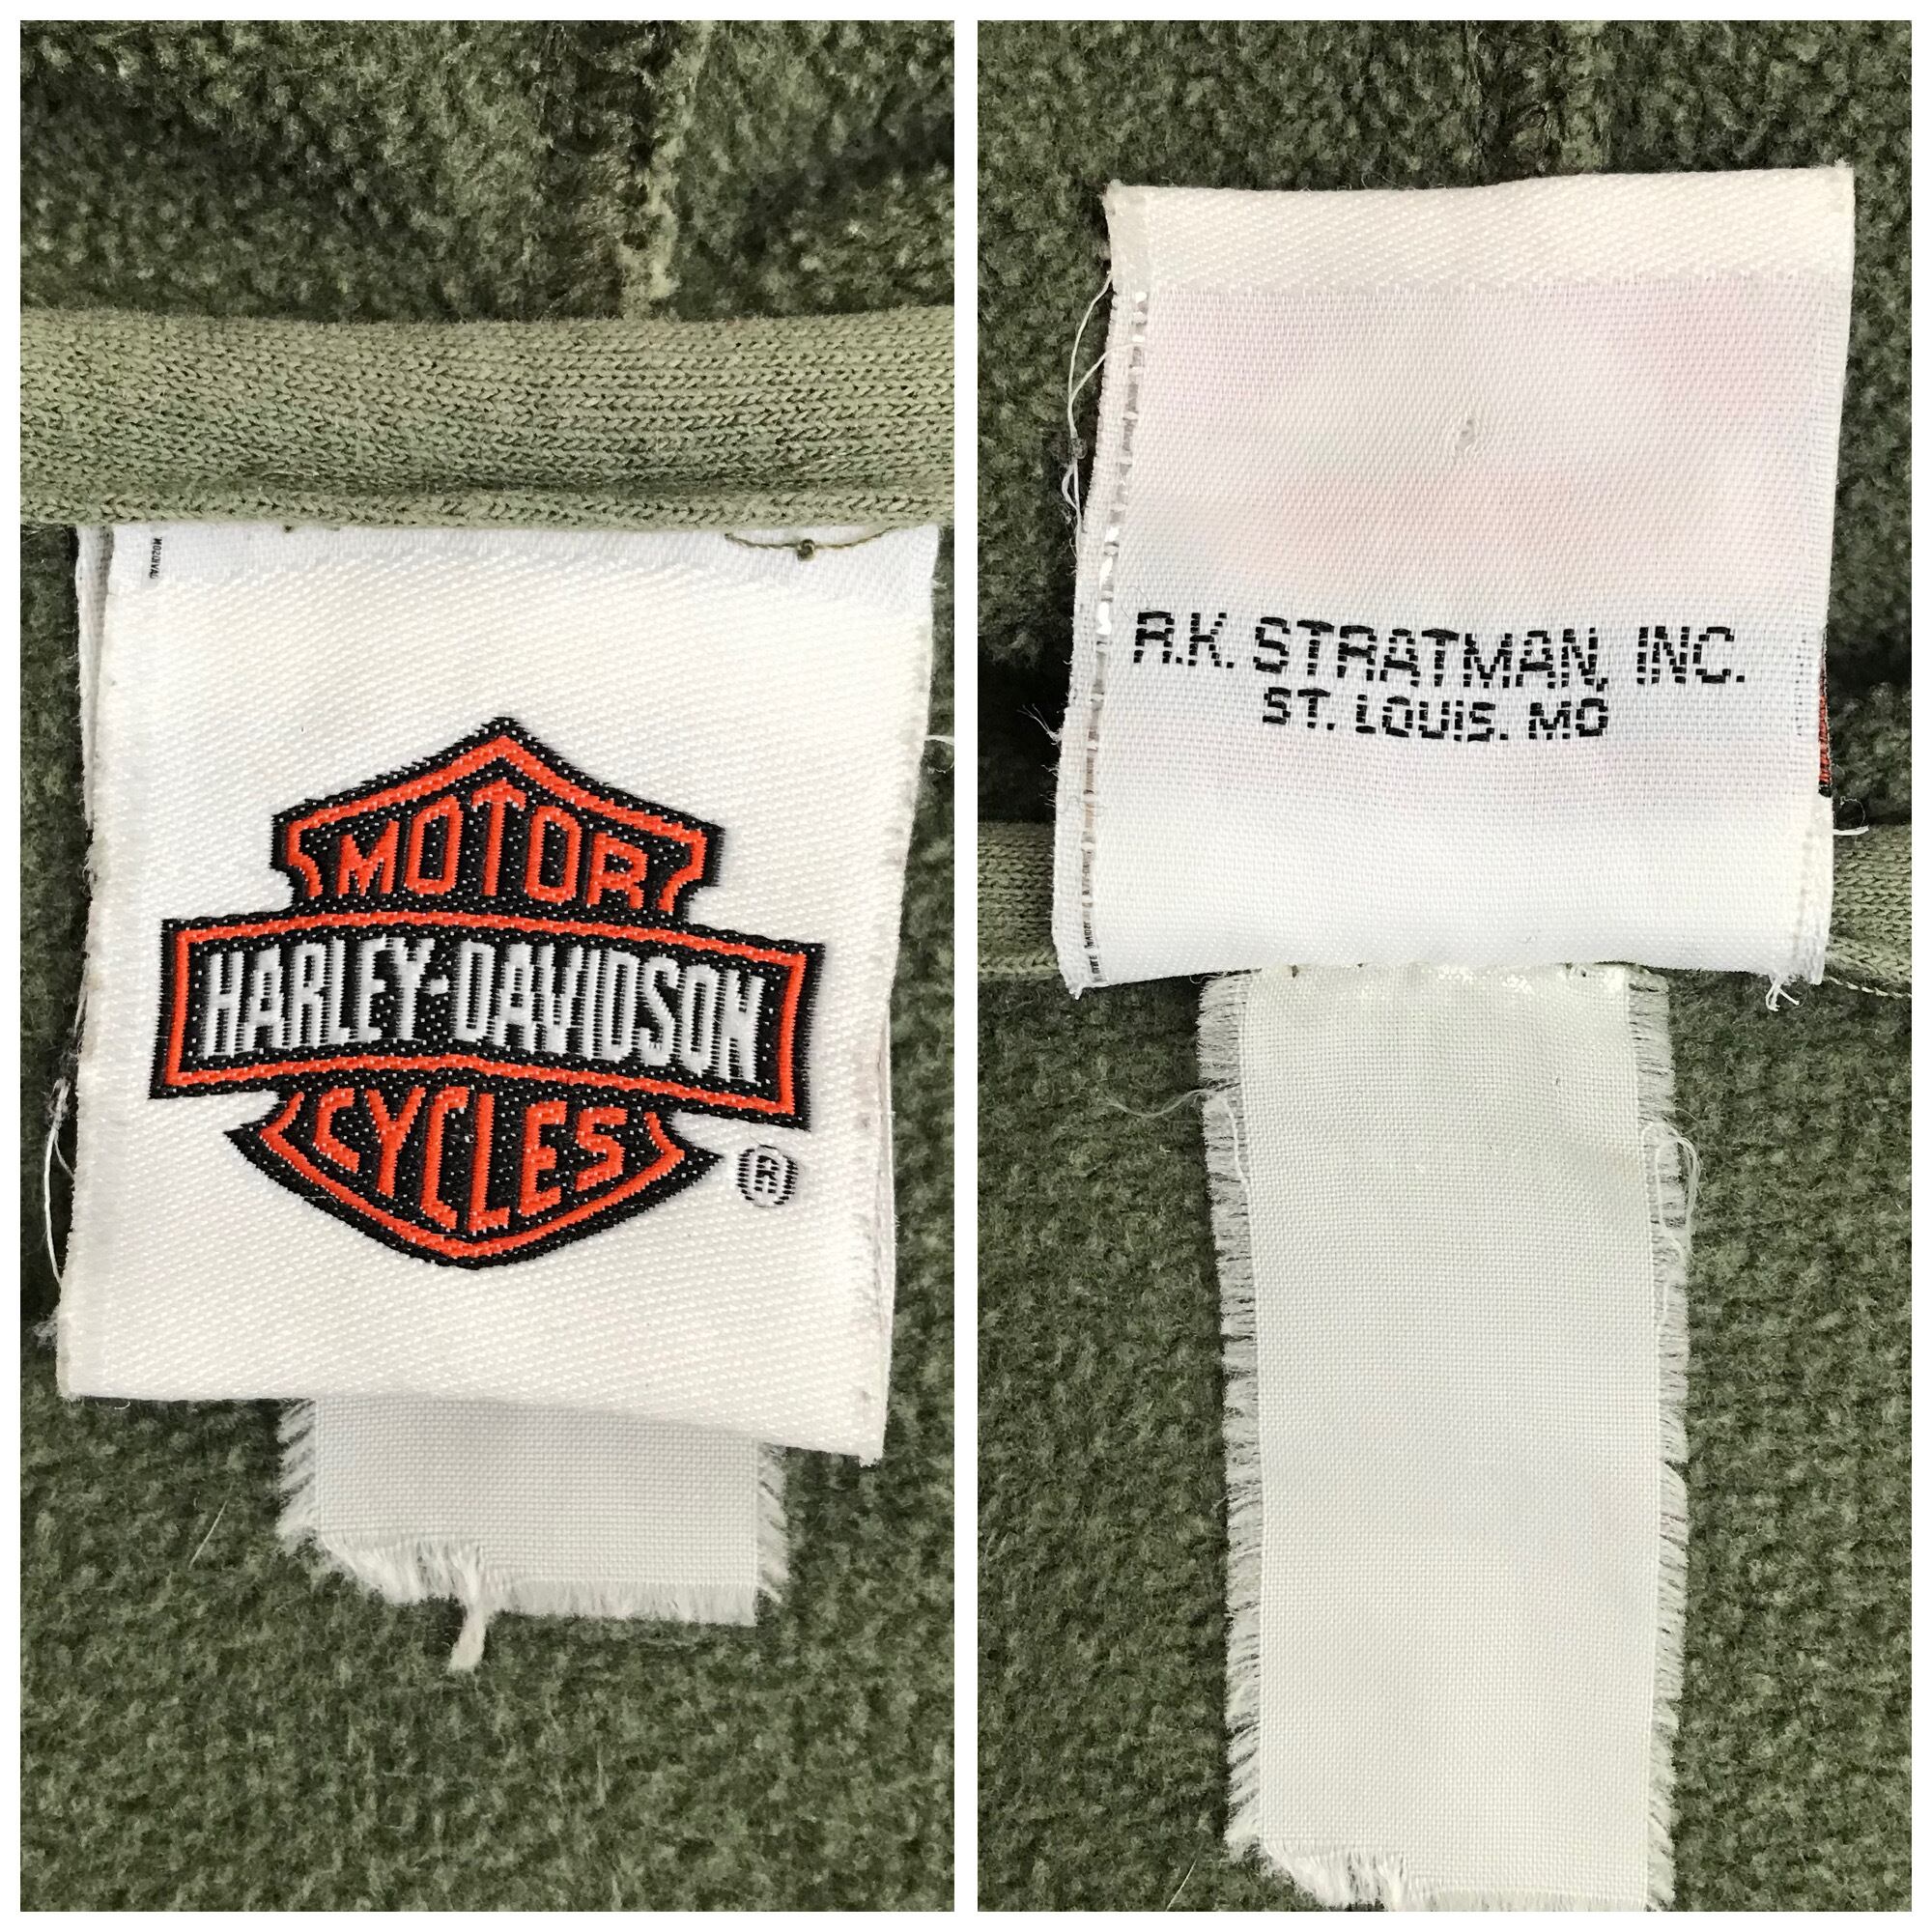 MOTOR
HARLEY-DAVIDSON
CYCLES
®
R.K. STRATMAN, INC.
ST. LOUIS. MO